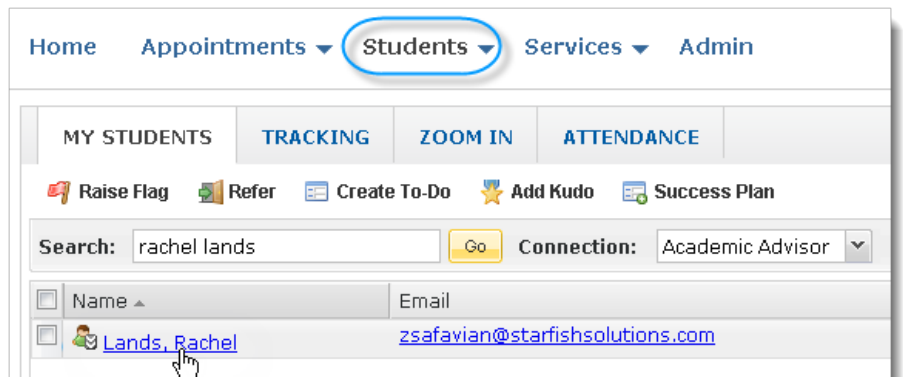 Home Appointments Students Services Admin
MY STUDENTS TRACKING ZOOM IN ATTENDANCE
Raise Flag Refer Create To-Do Add Kudo Success Plan
Search: rachel lands Go Connection: Academic Advisor
Name Email
Lands, Rachel zsafavian@starfishsolutions.com